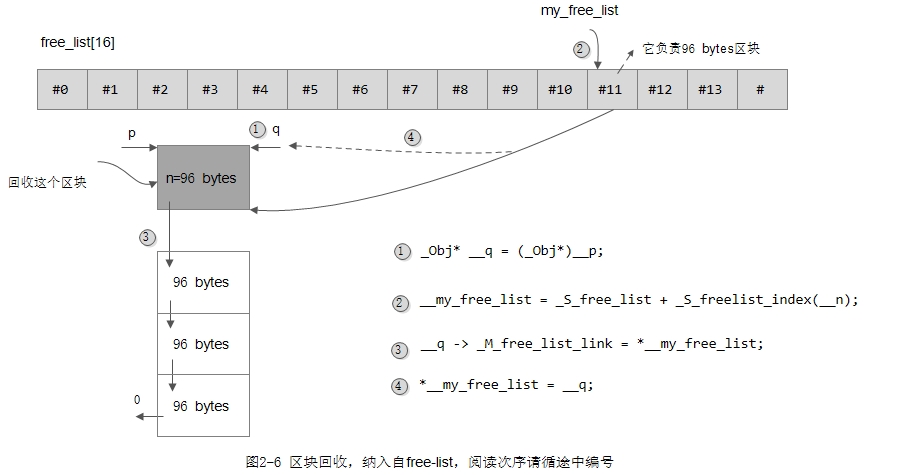 my_free_list
free_list[16]
② 它负责96 bytes区块
#0 #1 #2 #3 #4 #5 #6 #7 #8 #9 #10 #11 #12 #13 #
p ① q ④
回收这个区块
n=96 bytes
③
96 bytes
96 bytes
0
96 bytes
① _Obj* __q = (_Obj*)__p;
② __my_free_list = _S_free_list + _S_freelist_index(__n);
③ __q -> _M_free_list_link = *__my_free_list;
④ *__my_free_list = __q;
图2-6 区块回收，纳入自free-list，阅读次序请循途中编号